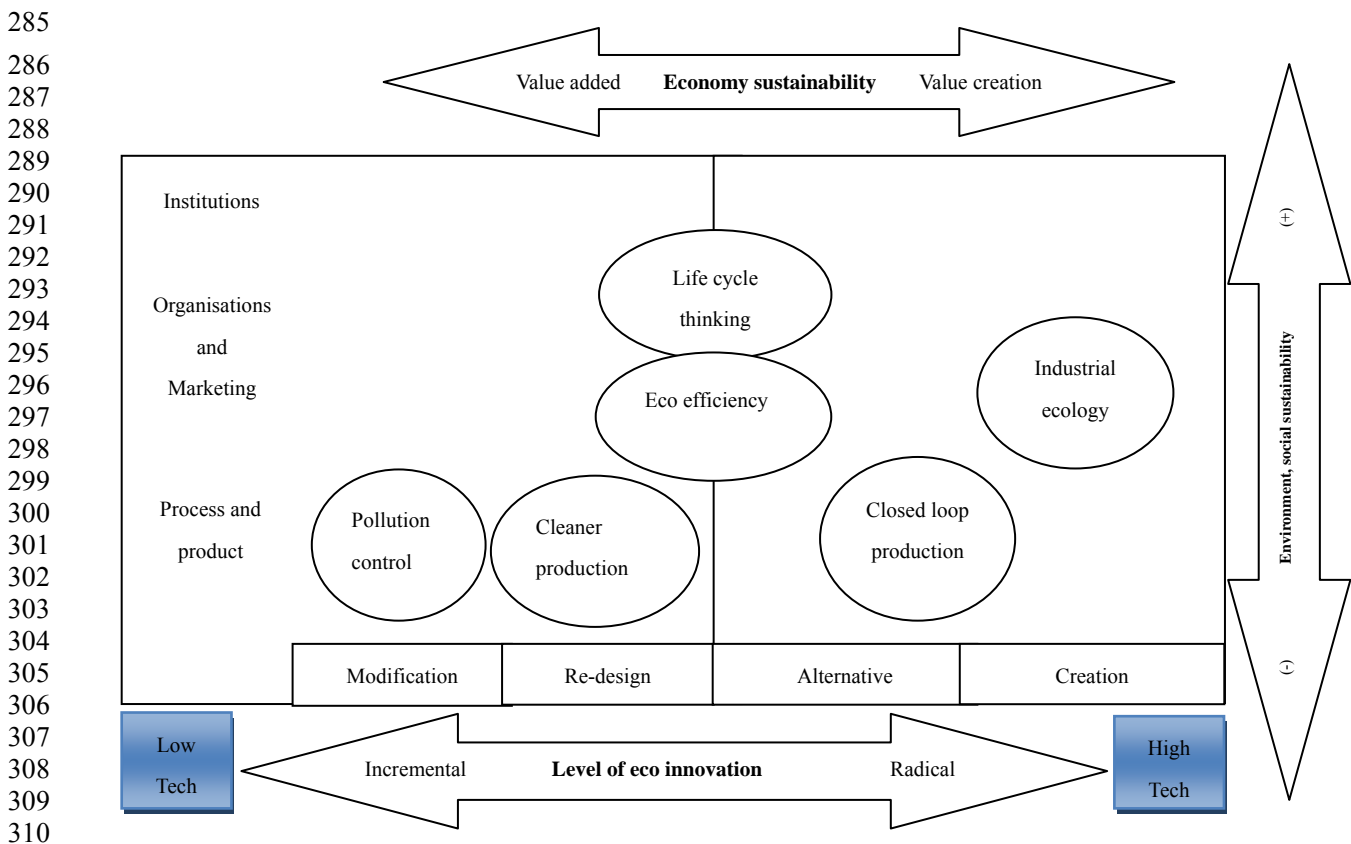 285
286
287
288
289
290
291
292
293
294
295
296
297
298
299
300
301
302
303
304
305
306
307
308
309
310
Value added Economy sustainability Value creation
Institutions
Organisations
and
Marketing
Process and
product
Life cycle
thinking
Eco efficiency
Industrial
ecology
Pollution
control
Cleaner
production
Closed loop
production
Modification
Re-design
Alternative
Creation
(+)
Environment, social sustainability
(-)
Low
Tech
Incremental Level of eco innovation Radical
High
Tech